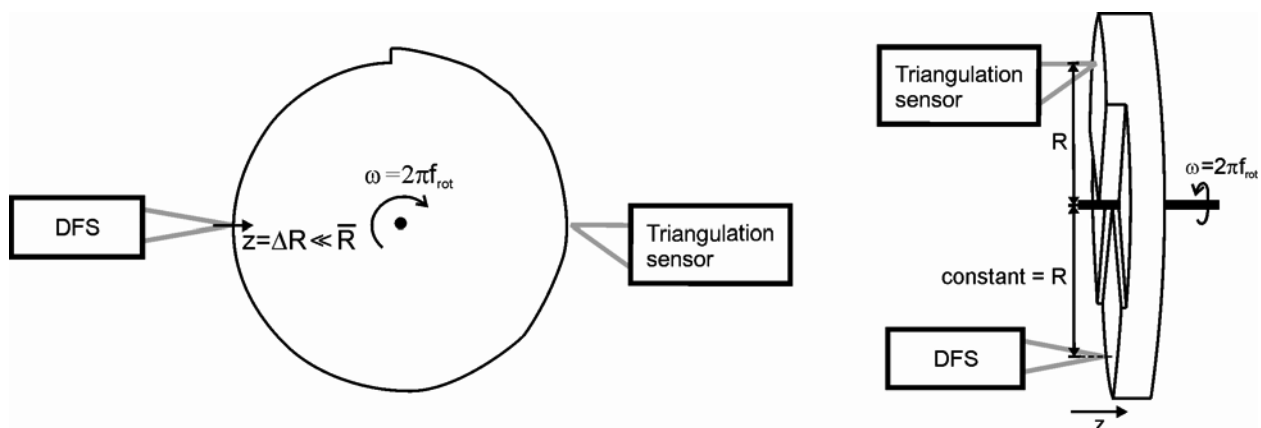 DFS
z=ΔR≪R̅
ω=2πf_rot
Triangulation
sensor
Triangulation
sensor
R
ω=2πf_rot
constant = R
DFS
z